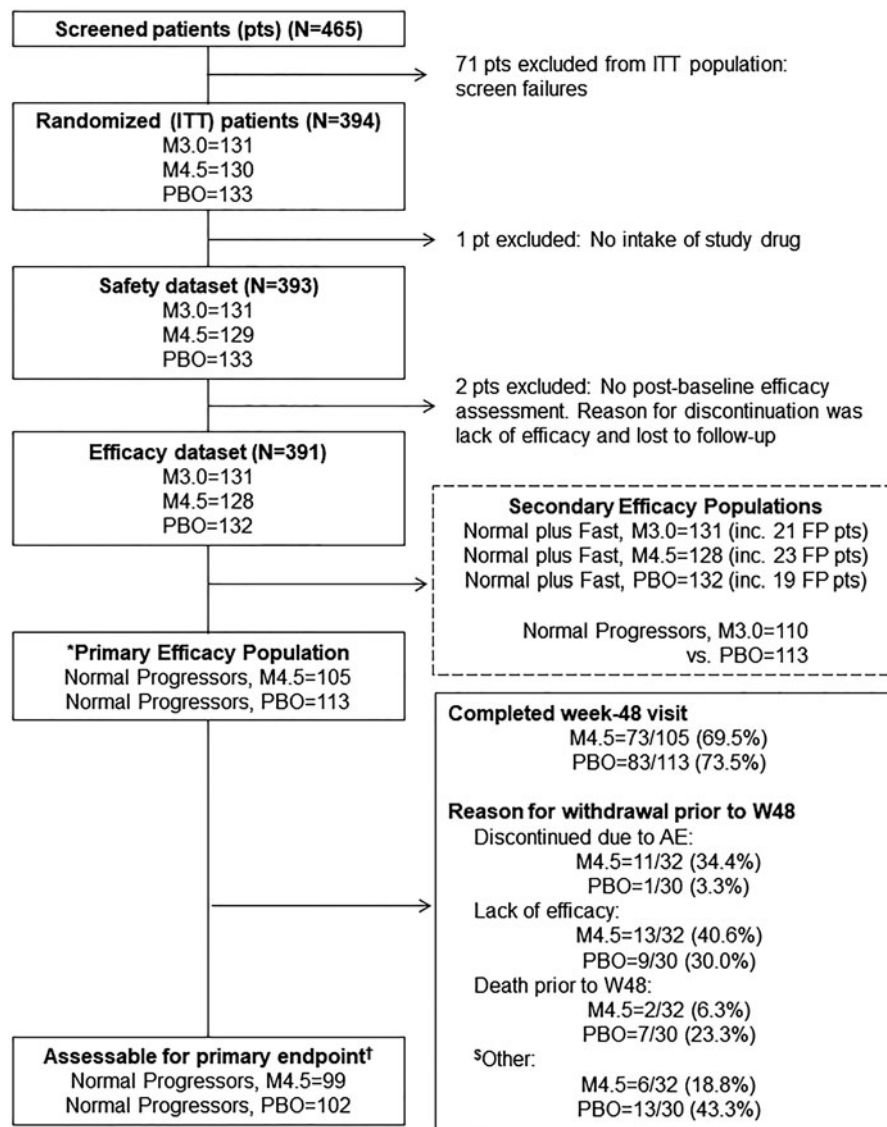 Screened patients (pts) (N=465)
71 pts excluded from ITT population:
screen failures
Randomized (ITT) patients (N=394)
M3.0=131
M4.5=130
PBO=133
1 pt excluded: No intake of study drug
Safety dataset (N=393)
M3.0=131
M4.5=129
PBO=133
2 pts excluded: No post-baseline efficacy
assessment. Reason for discontinuation was
lack of efficacy and lost to follow-up
Efficacy dataset (N=391)
M3.0=131
M4.5=128
PBO=132
Secondary Efficacy Populations
Normal plus Fast, M3.0=131 (inc. 21 FP pts)
Normal plus Fast, M4.5=128 (inc. 23 FP pts)
Normal plus Fast, PBO=132 (inc. 19 FP pts)
Normal Progressors, M3.0=110
vs. PBO=113
*Primary Efficacy Population
Normal Progressors, M4.5=105
Normal Progressors, PBO=113
Completed week-48 visit
M4.5=73/105 (69.5%)
PBO=83/113 (73.5%)
Reason for withdrawal prior to W48
Discontinued due to AE:
M4.5=11/32 (34.4%)
PBO=1/30 (3.3%)
Lack of efficacy:
M4.5=13/32 (40.6%)
PBO=9/30 (30.0%)
Death prior to W48:
M4.5=2/32 (6.3%)
PBO=7/30 (23.3%)
$Other:
M4.5=6/32 (18.8%)
PBO=13/30 (43.3%)
Assessable for primary endpoint†
Normal Progressors, M4.5=99
Normal Progressors, PBO=102